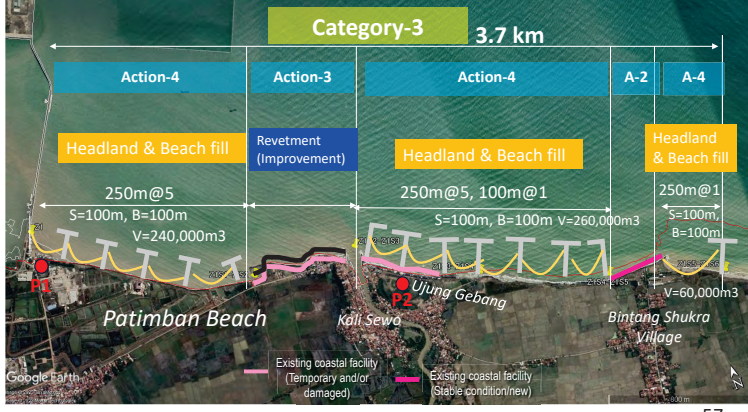 Category-3
3.7 km
Action-4
Action-3
Action-4
A-2
A-4
Headland & Beach fill
Revetment
(Improvement)
Headland & Beach fill
Headland
& Beach fill
250m@5
S=100m, B=100m
V=240,000m3
250m@5, 100m@1
S=100m, B=100m V=260,000m3
250m@1
S=100m,
B=100m
V=60,000m3
P1
P2
Ujung Gebang
Patimban Beach
Kali Sewo
Bintang Shukra
Village
Existing coastal facility
(Temporary and/or
damaged)
Existing coastal facility
(Stable condition/new)
Google Earth
800 m
N
57